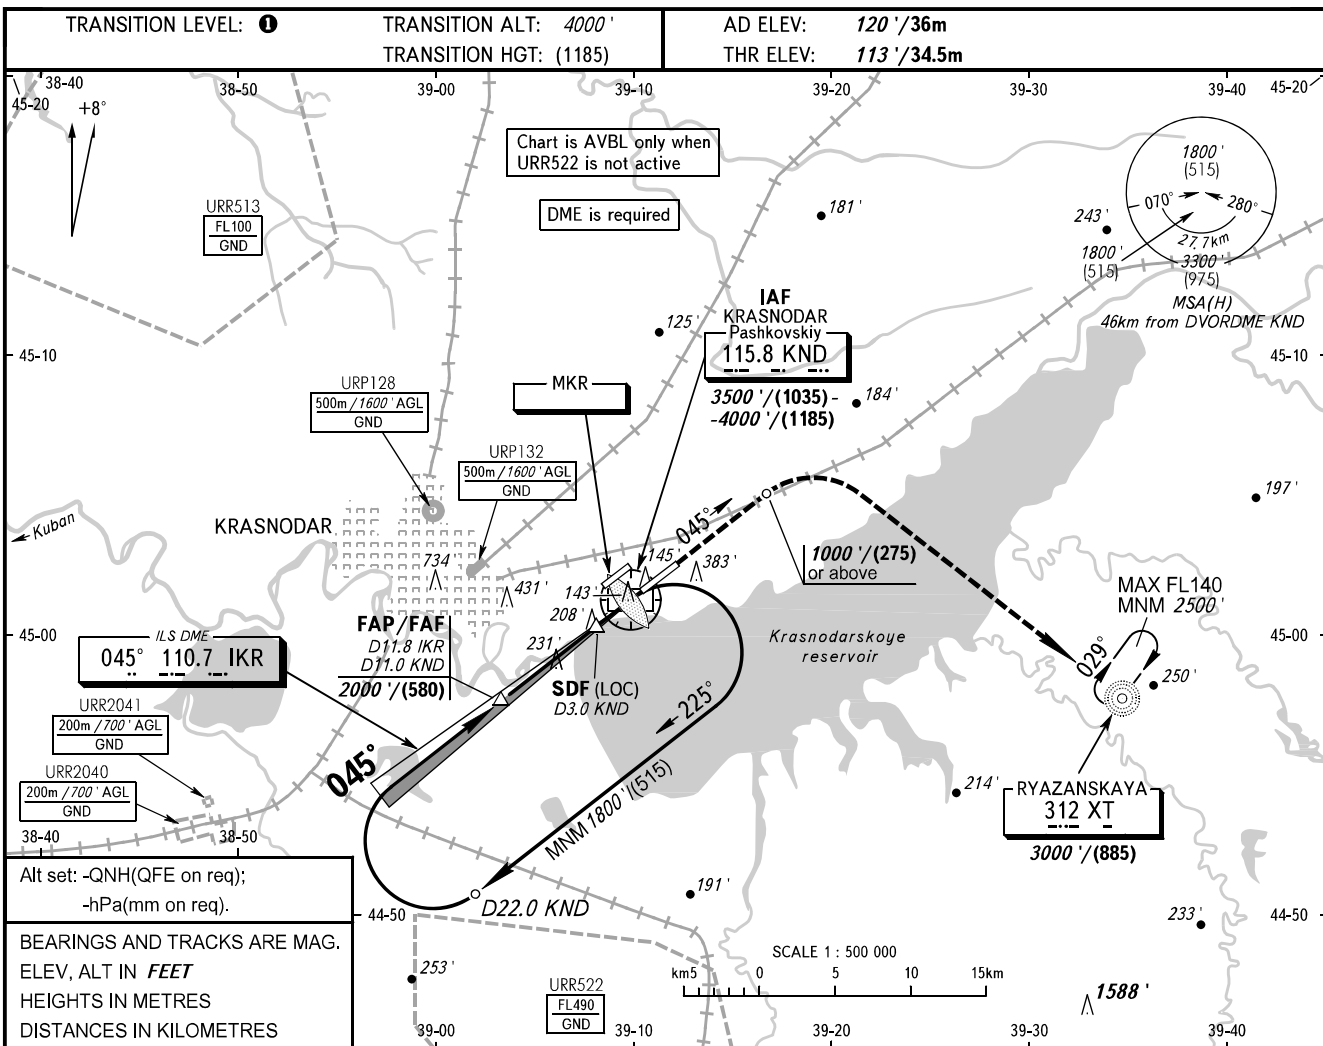 TRANSITION LEVEL: ❶
TRANSITION ALT: 4000'
TRANSITION HGT: (1185)
AD ELEV: 120'/36m
THR ELEV: 113'/34.5m
38-40
38-50
39-00
39-10
39-20
39-30
39-40
45-20
45-20
+8°
Chart is AVBL only when
URR522 is not active
DME is required
URR513
FL100
GND
181'
243'
1800'
(515)
070°
280°
27.7km
1800'
(515)
3300'
(975)
MSA(H)
46km from DVORDME KND
IAF
KRASNODAR
Pashkovskiy
115.8 KND
3500'/(1035)-
-4000'/(1185)
125'
184'
45-10
45-10
MKR
URP128
500m/1600' AGL
GND
URP132
500m/1600' AGL
GND
197'
Kuban
KRASNODAR
045°
1000'/(275)
or above
734
431'
145'
383'
143'
208'
231'
MAX FL140
MNM 2500'
029°
250'
45-00
45-00
FAP/FAF
D11.8 IKR
D11.0 KND
2000'/(580)
ILS DME
045° 110.7 IKR
Krasnodarskoye
reservoir
SDF (LOC)
D3.0 KND
225°
MNM 1800'(515)
045°
URR2041
200m/700' AGL
GND
URR2040
200m/700' AGL
GND
214'
RYAZANSKAYA
312 XT
3000'/(885)
38-40
38-50
Alt set: -QNH(QFE on req);
-hPa(mm on req).
191'
D22.0 KND
44-50
44-50
233'
BEARINGS AND TRACKS ARE MAG.
ELEV, ALT IN FEET
HEIGHTS IN METRES
DISTANCES IN KILOMETRES
253'
URR522
FL490
GND
SCALE 1 : 500 000
km5 0 5 10 15km
1588'
39-00
39-10
39-20
39-30
39-40